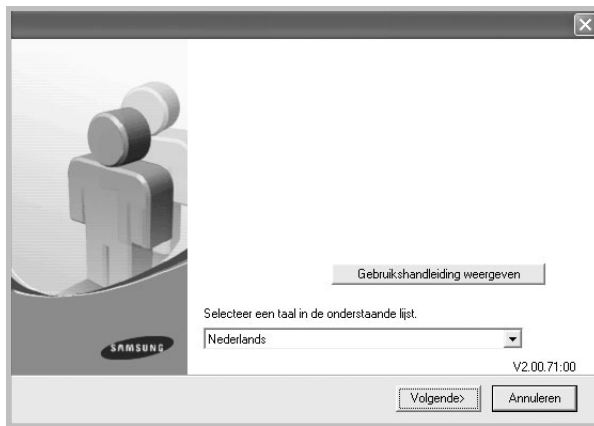 Gebruikshandleiding weergeven
Selecteer een taal in de onderstaande lijst.
Nederlands
SAMSUNG
V2.00.71:00
Volgende>
Annuleren